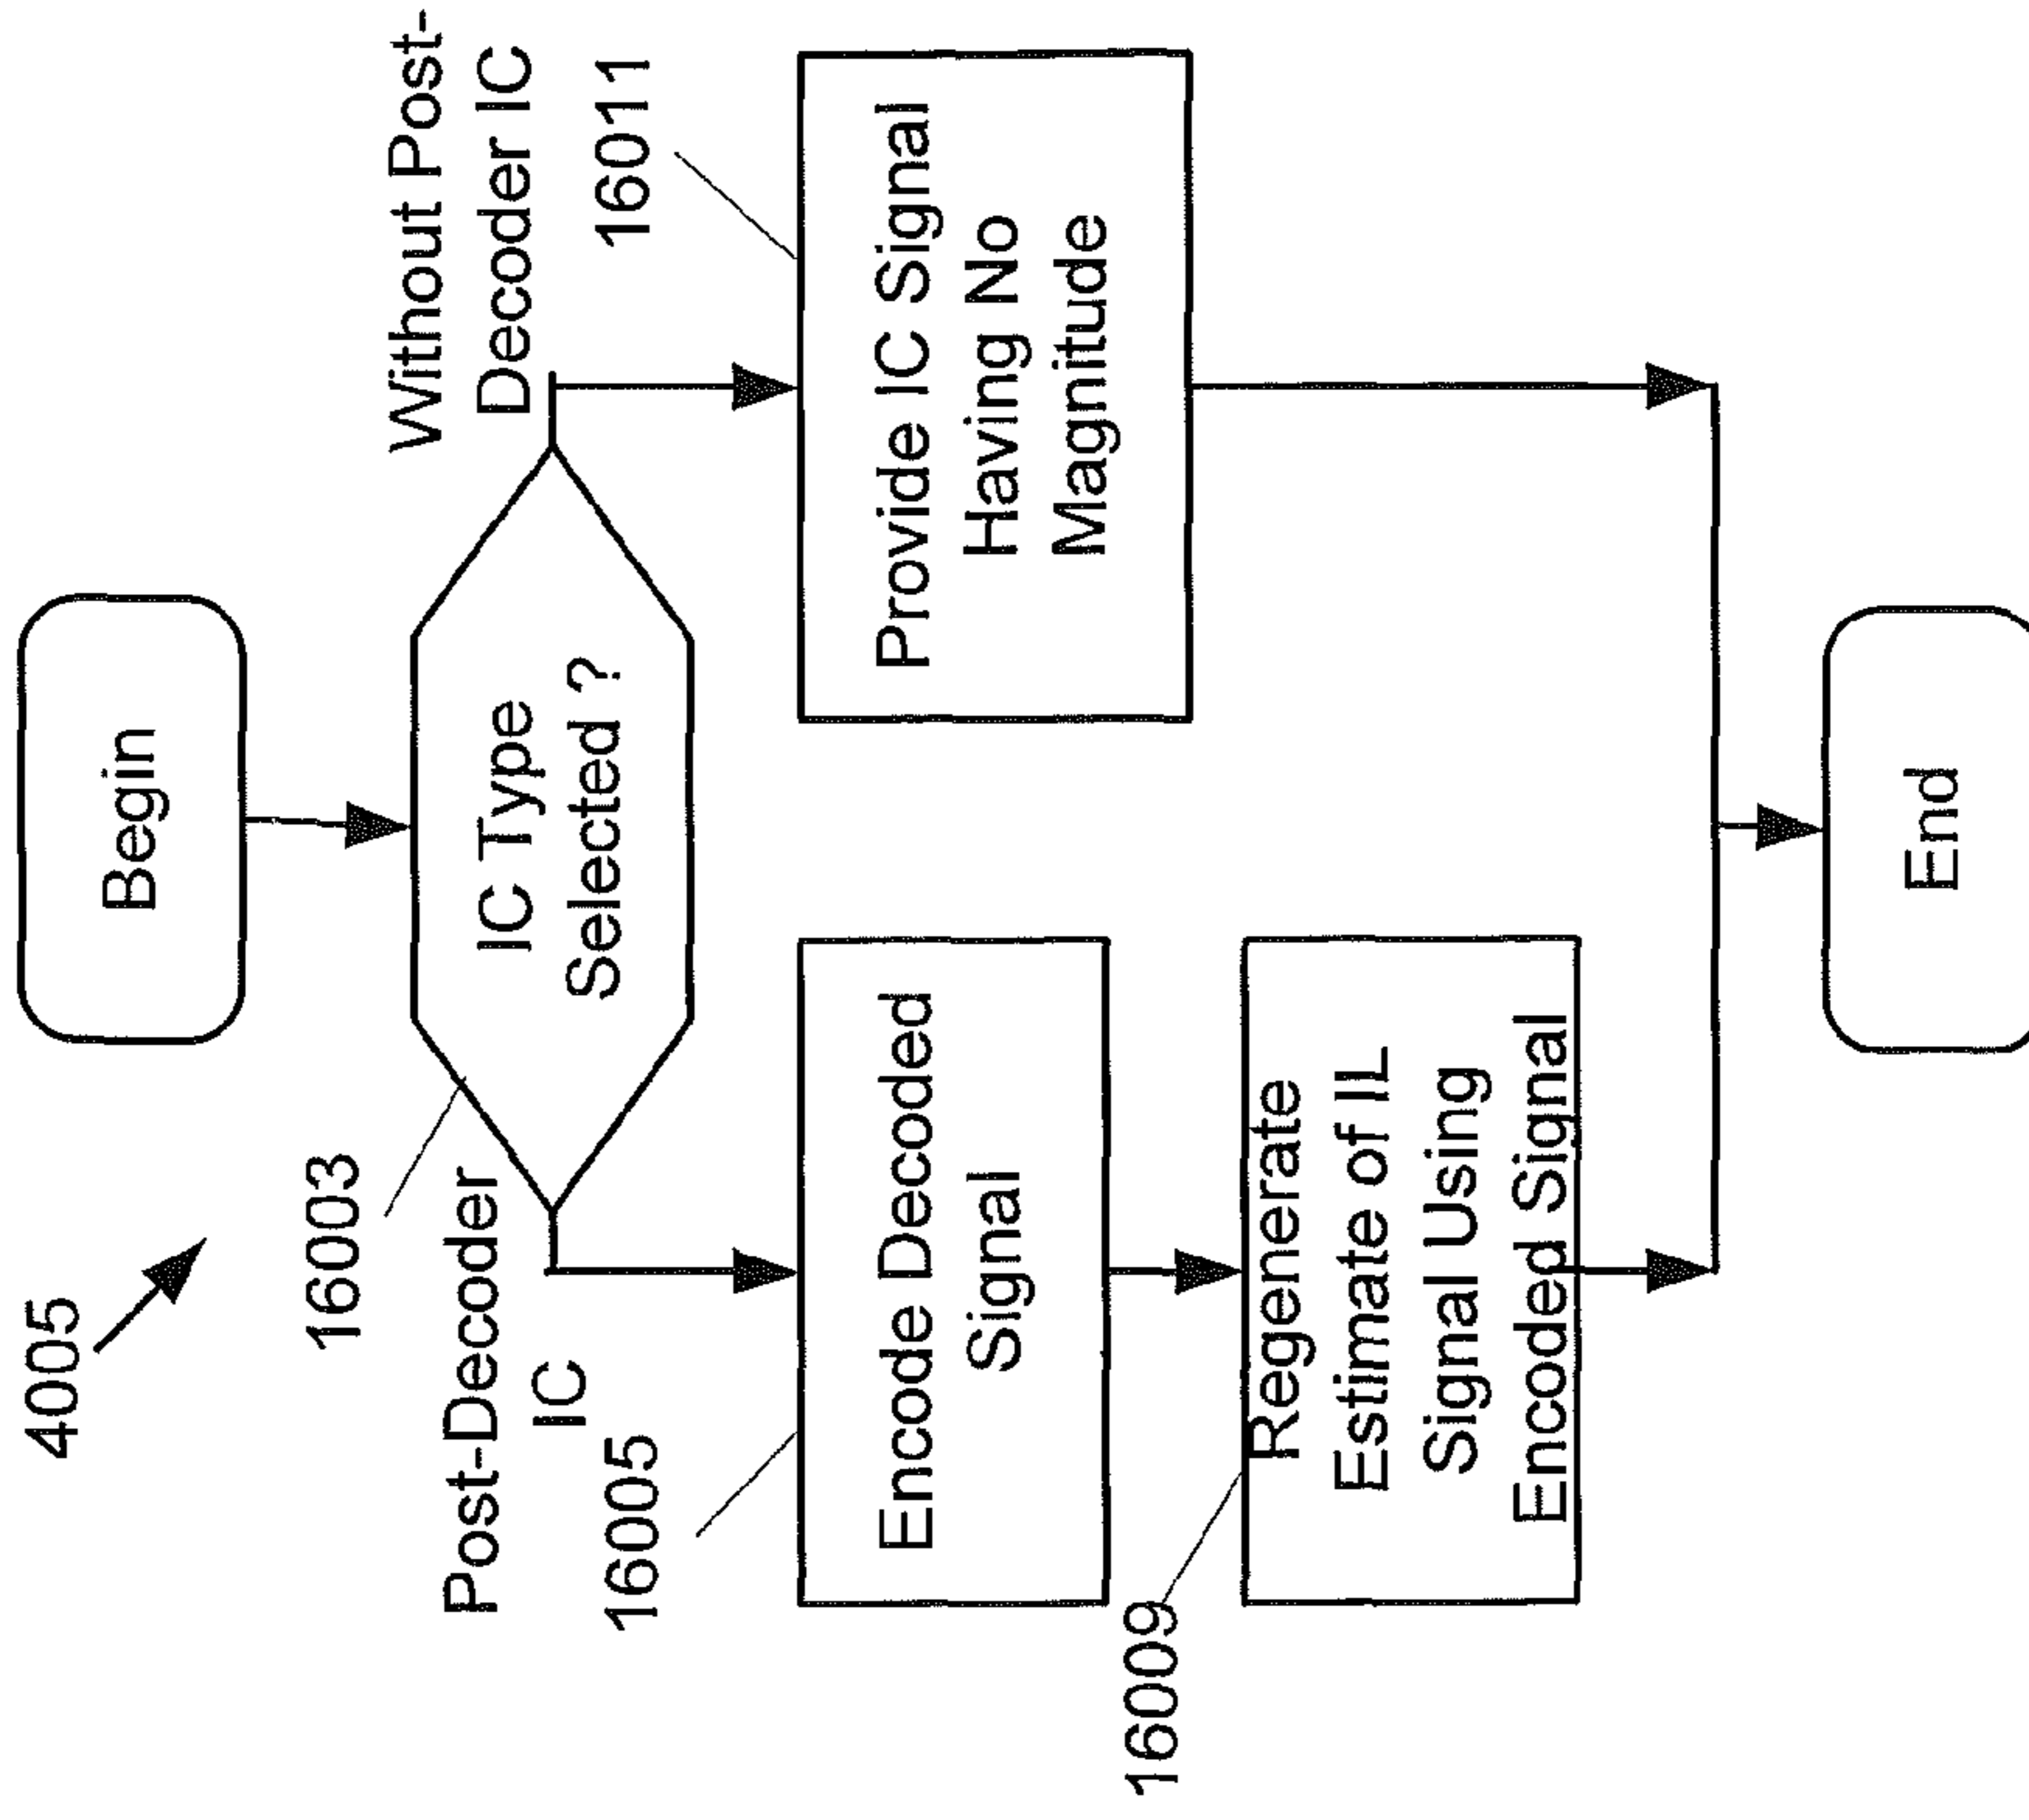 4005
Begin
16003
IC Type
Selected ?
Post-Decoder
IC
Without Post-
Decoder IC
16005
Encode Decoded
Signal
16011
Provide IC Signal
Having No
Magnitude
16009
Regenerate
Estimate of IL
Signal Using
Encoded Signal
End